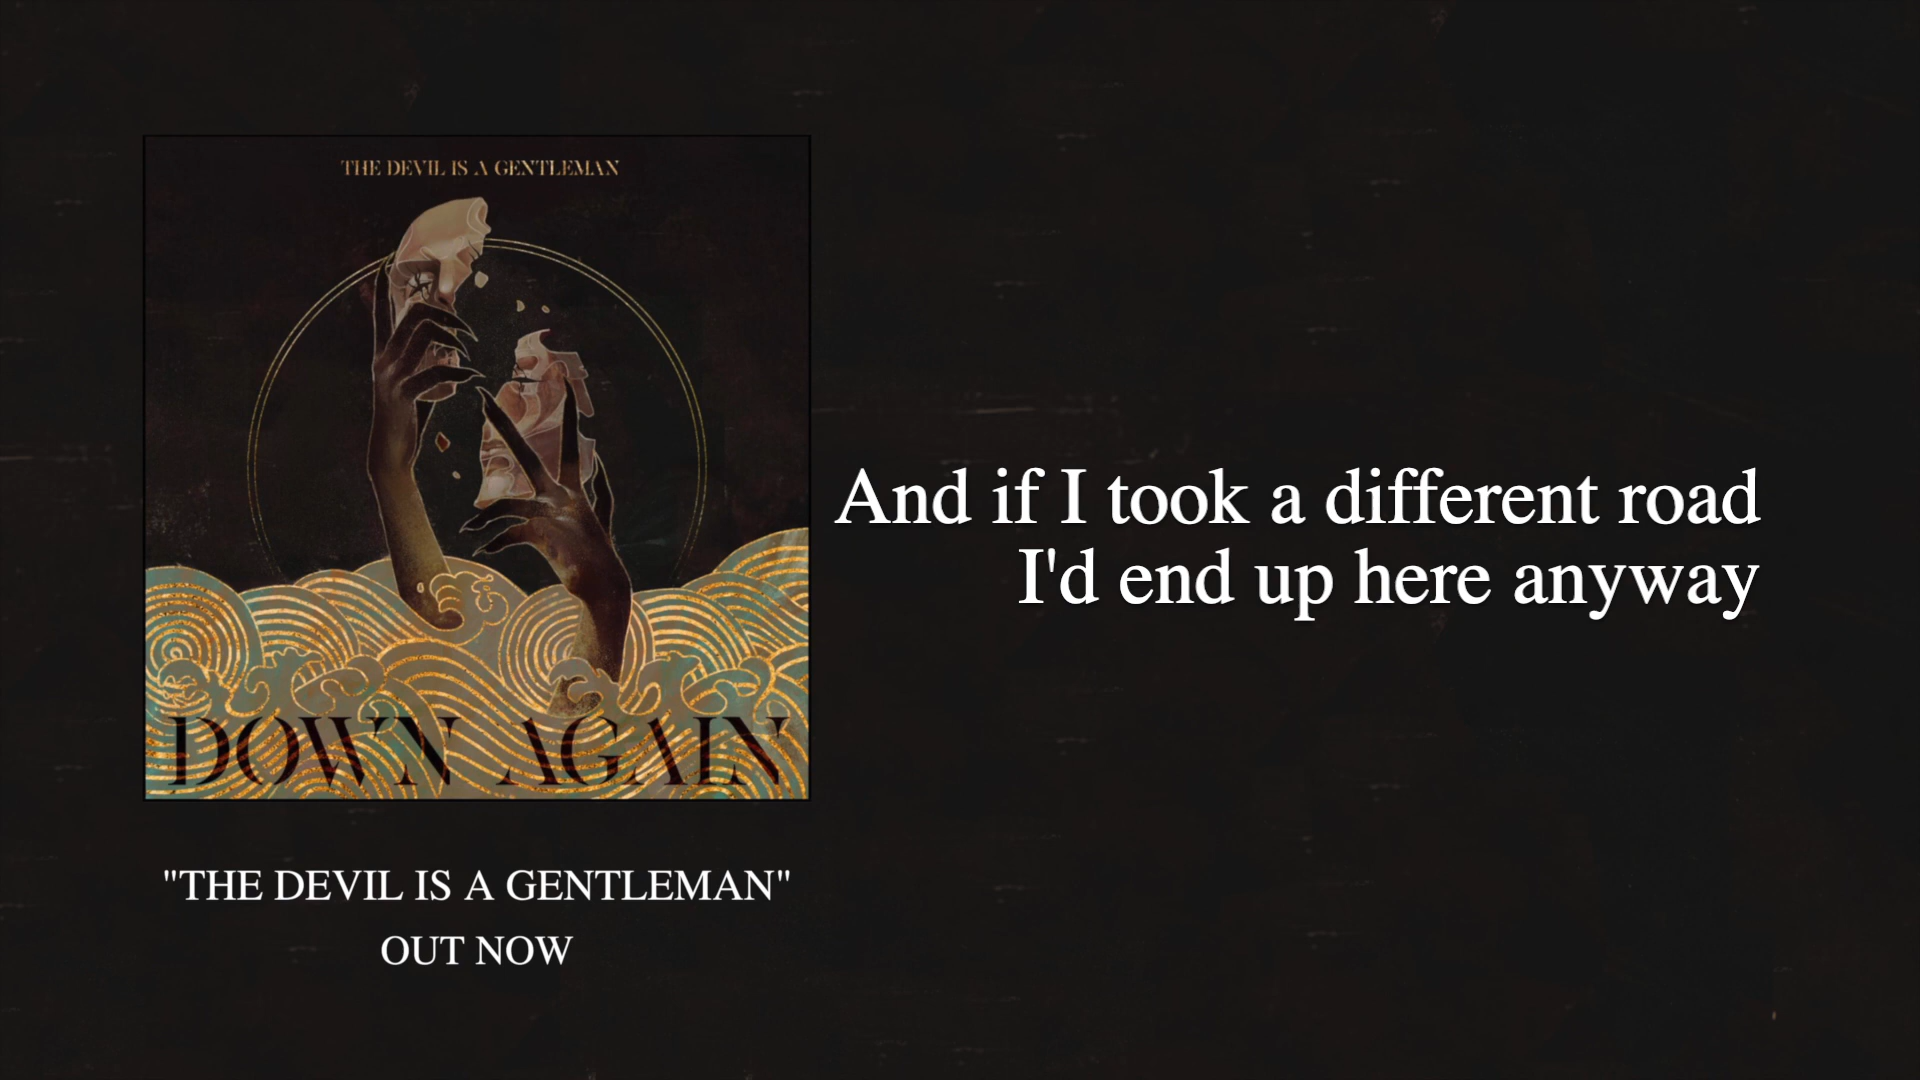 THE DEVIL IS A GENTLEMAN
DOWN AGAIN
"THE DEVIL IS A GENTLEMAN"
OUT NOW
And if I took a different road
I'd end up here anyway